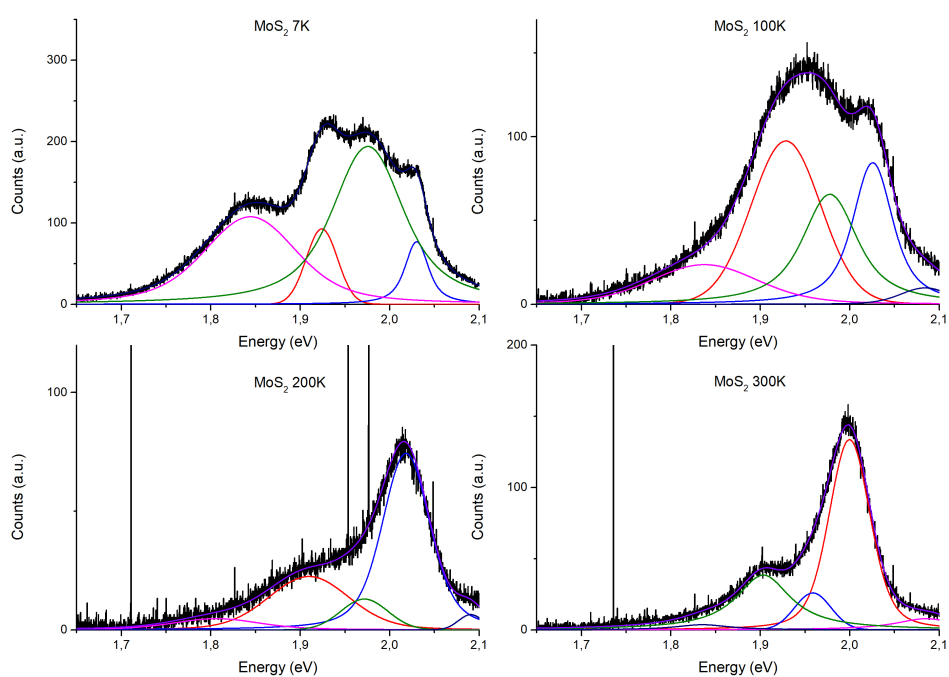 MoS2 7K
300
200
100
0
Counts (a.u.)
1,7 1,8 1,9 2,0 2,1
Energy (eV)
MoS2 100K
100
0
Counts (a.u.)
1,7 1,8 1,9 2,0 2,1
Energy (eV)
MoS2 200K
100
0
Counts (a.u.)
1,7 1,8 1,9 2,0 2,1
Energy (eV)
MoS2 300K
200
100
0
Counts (a.u.)
1,7 1,8 1,9 2,0 2,1
Energy (eV)